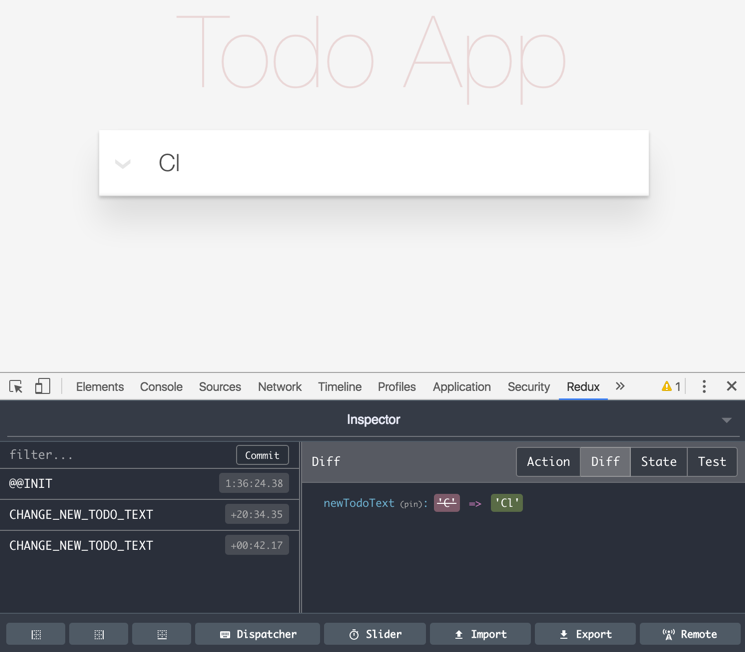 Todo App
Cl
Elements Console Sources Network Timeline Profiles Application Security Redux » 1
Inspector
filter... Commit
Diff Action Diff State Test
@@INIT 1:36:24.38
newTodoText (pin): 'C' => 'Cl'
CHANGE_NEW_TODO_TEXT +20:34.35
CHANGE_NEW_TODO_TEXT +00:42.17
Dispatcher Slider Import Export Remote